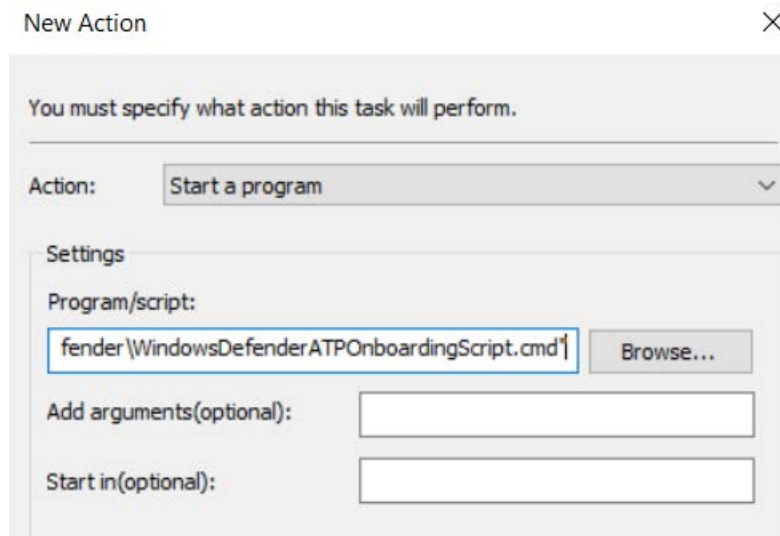 New Action
You must specify what action this task will perform.
Action: Start a program
Settings
Program/script:
fender\WindowsDefenderATPOnboardingScript.cmd" Browse...
Add arguments(optional):
Start in(optional):